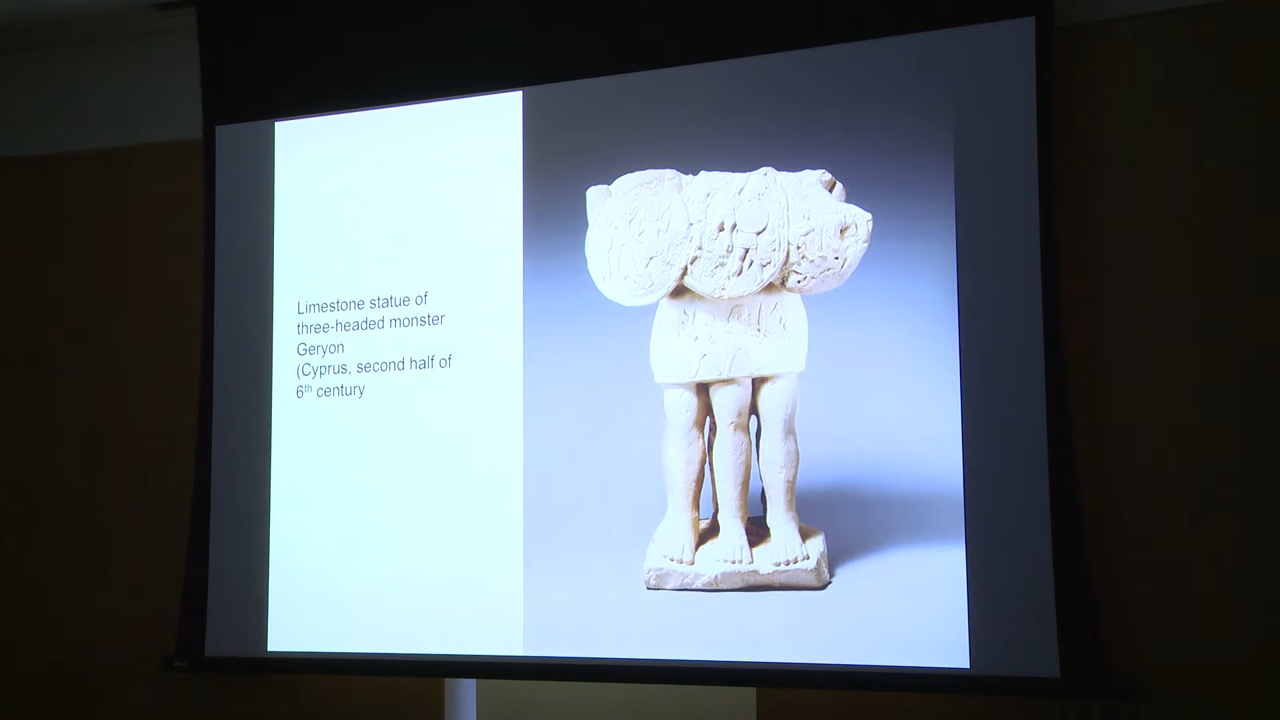 Limestone statue of
three-headed monster
Geryon
(Cyprus, second half of
6th century